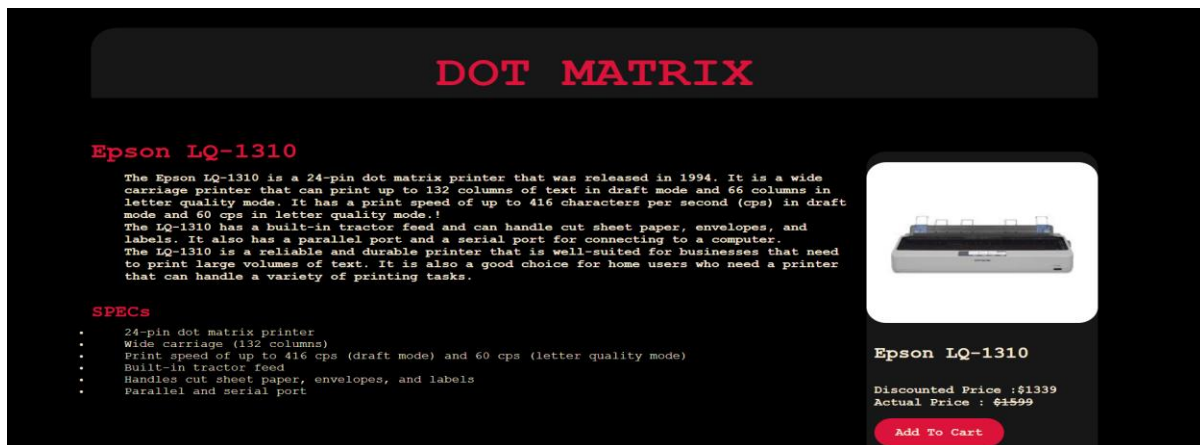 DOT MATRIX
Epson LQ-1310
The Epson LQ-1310 is a 24-pin dot matrix printer that was released in 1994. It is a wide
carriage printer that can print up to 132 columns of text in draft mode and 66 columns in
letter quality mode. It has a print speed of up to 416 characters per second (cps) in draft
mode and 60 cps in letter quality mode.!
The LQ-1310 has a built-in tractor feed and can handle cut sheet paper, envelopes, and
labels. It also has a parallel port and a serial port for connecting to a computer.
The LQ-1310 is a reliable and durable printer that is well-suited for businesses that need
to print large volumes of text. It is also a good choice for home users who need a printer
that can handle a variety of printing tasks.
SPECs
24-pin dot matrix printer
Wide carriage (132 columns)
Print speed of up to 416 cps (draft mode) and 60 cps (letter quality mode)
Built-in tractor feed
Handles cut sheet paper, envelopes, and labels
Parallel and serial port
Epson LQ-1310
Discounted Price :$1339
Actual Price : $1599
Add To Cart